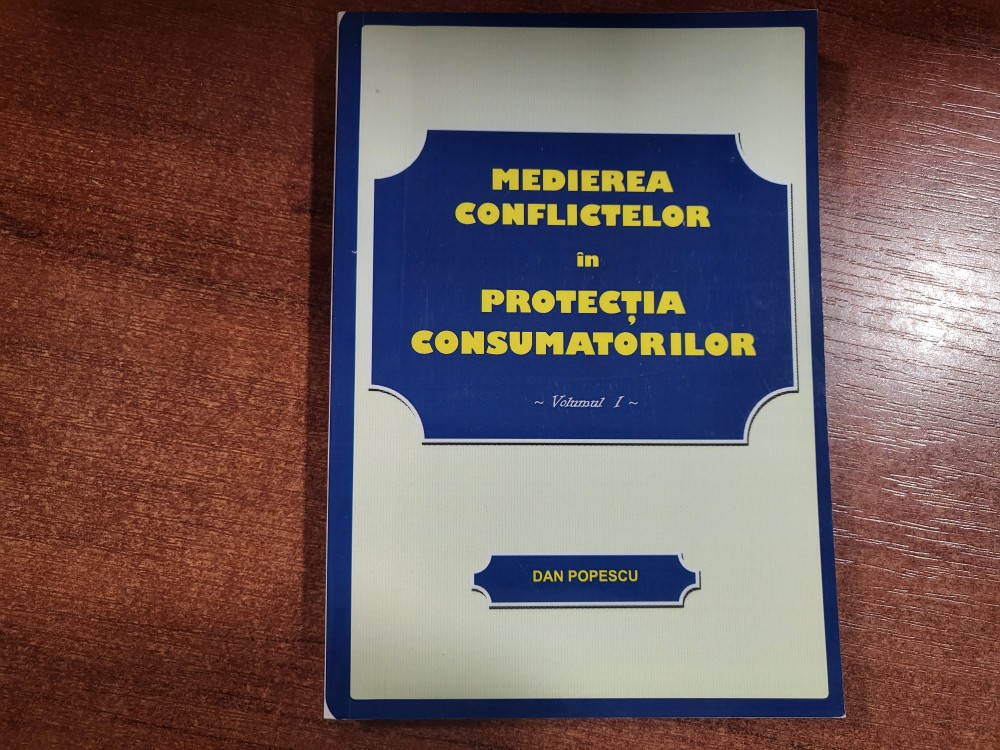 MEDIEREA
CONFLICTELOR
în
PROTECȚIA
CONSUMATORILOR
~ Volumul I ~
DAN POPESCU